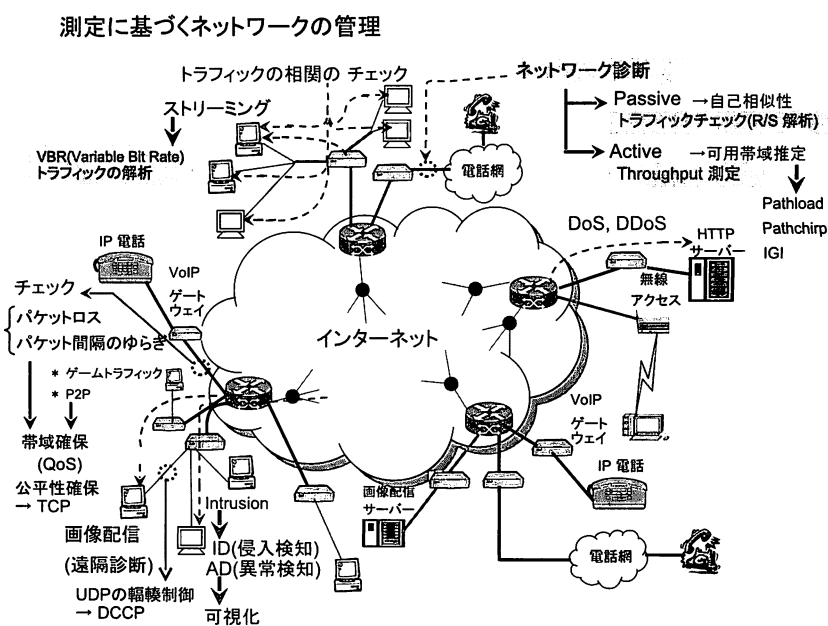 測定に基づくネットワークの管理
トラフィックの相関の チェック
ネットワーク診断
ストリーミング
VBR(Variable Bit Rate)
トラフィックの解析
Passive →自己相似性
トラフィックチェック(R/S 解析)
Active →可用帯域推定
Throughput 測定
Pathload
Pathchirp
IGI
電話網
DoS, DDoS
HTTP
サーバー
無線
アクセス
IP 電話
VoIP
ゲート
ウェイ
チェック
パケットロス
パケット間隔のゆらぎ
* ゲームトラフィック
* P2P
帯域確保
(QoS)
公平性確保
→ TCP
インターネット
画像配信
(遠隔診断)
UDPの輻輳制御
→ DCCP
Intrusion
ID(侵入検知)
AD(異常検知)
可視化
画像配信
サーバー
VoIP
ゲート
ウェイ
IP 電話
電話網